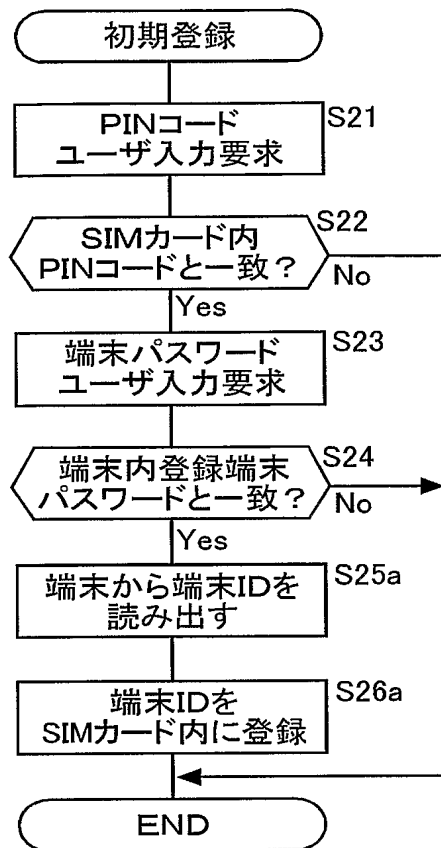 初期登録
S21
PINコード
ユーザ入力要求
S22
SIMカード内
PINコードと一致?
No
Yes
S23
端末パスワード
ユーザ入力要求
S24
端末内登録端末
パスワードと一致?
No
Yes
S25a
端末から端末IDを
読み出す
S26a
端末IDを
SIMカード内に登録
END